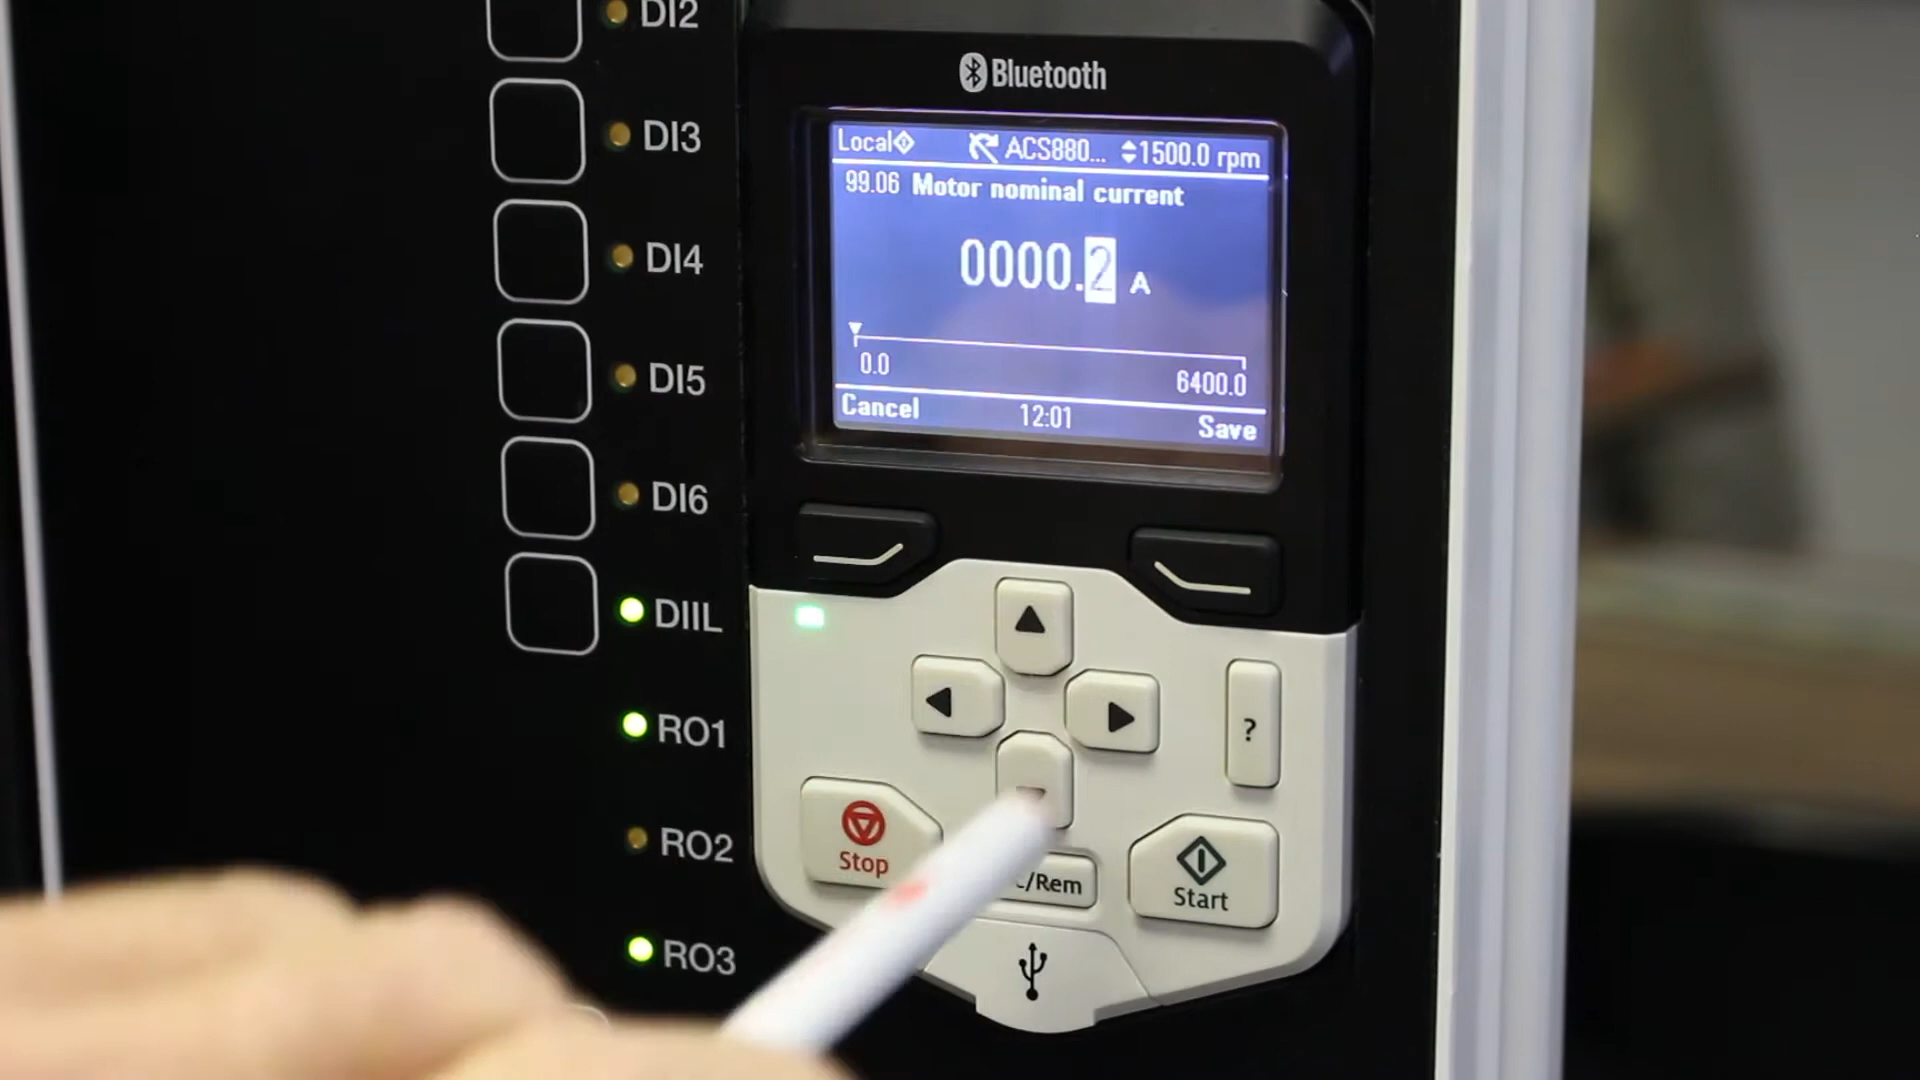 DI2
DI3
DI4
DI5
DI6
DIIL
RO1
RO2
RO3
Bluetooth
Local ACS880... 1500.0 rpm
99.06 Motor nominal current
0000.2 A
0.0 6400.0
Cancel 12:01 Save
?
Stop
/Rem
Start